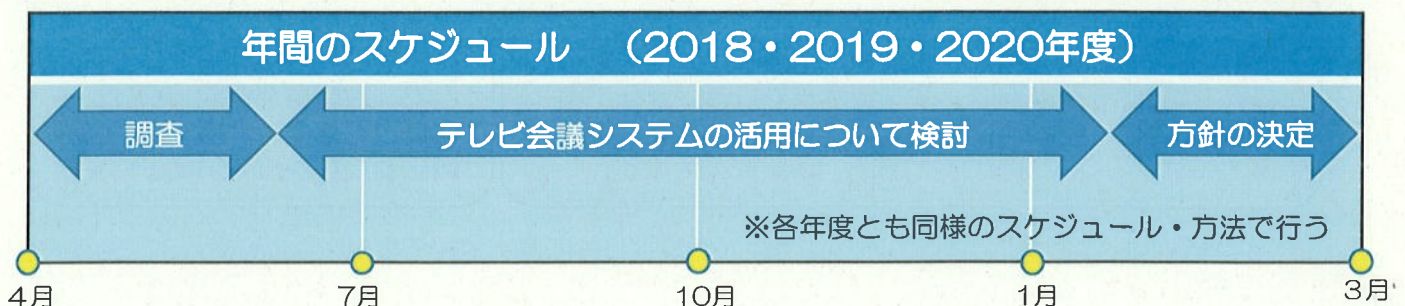 年間のスケジュール （2018・2019・2020年度）
調査
テレビ会議システムの活用について検討
方針の決定
※各年度とも同様のスケジュール・方法で行う
4月 7月 10月 1月 3月